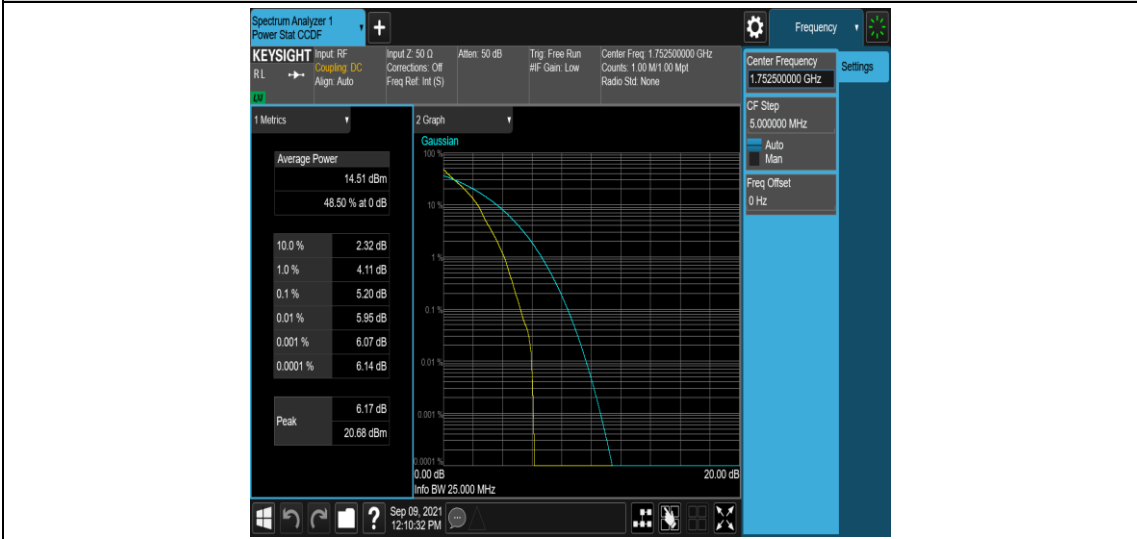 Spectrum Analyzer 1
Power Stat CCDF
+
Frequency
KEYSIGHT
RL
LXI
Input: RF
Coupling: DC
Align: Auto
Input Z: 50 Ω
Corrections: Off
Freq Ref: Int (S)
Atten: 50 dB
Trig: Free Run
#IF Gain: Low
Center Freq: 1.752500000 GHz
Counts: 1.00 M/1.00 Mpt
Radio Std: None
Center Frequency
1.752500000 GHz
Settings
CF Step
5.000000 MHz
Auto
Man
Freq Offset
0 Hz
1 Metrics
Average Power
14.51 dBm
48.50 % at 0 dB
10.0 % 2.32 dB
1.0 % 4.11 dB
0.1 % 5.20 dB
0.01 % 5.95 dB
0.001 % 6.07 dB
0.0001 % 6.14 dB
Peak
6.17 dB
20.68 dBm
2 Graph
Gaussian
100 %
10 %
1 %
0.1 %
0.01 %
0.001 %
0.0001 %
0.00 dB 20.00 dB
Info BW 25.000 MHz
?
Sep 09, 2021
12:10:32 PM